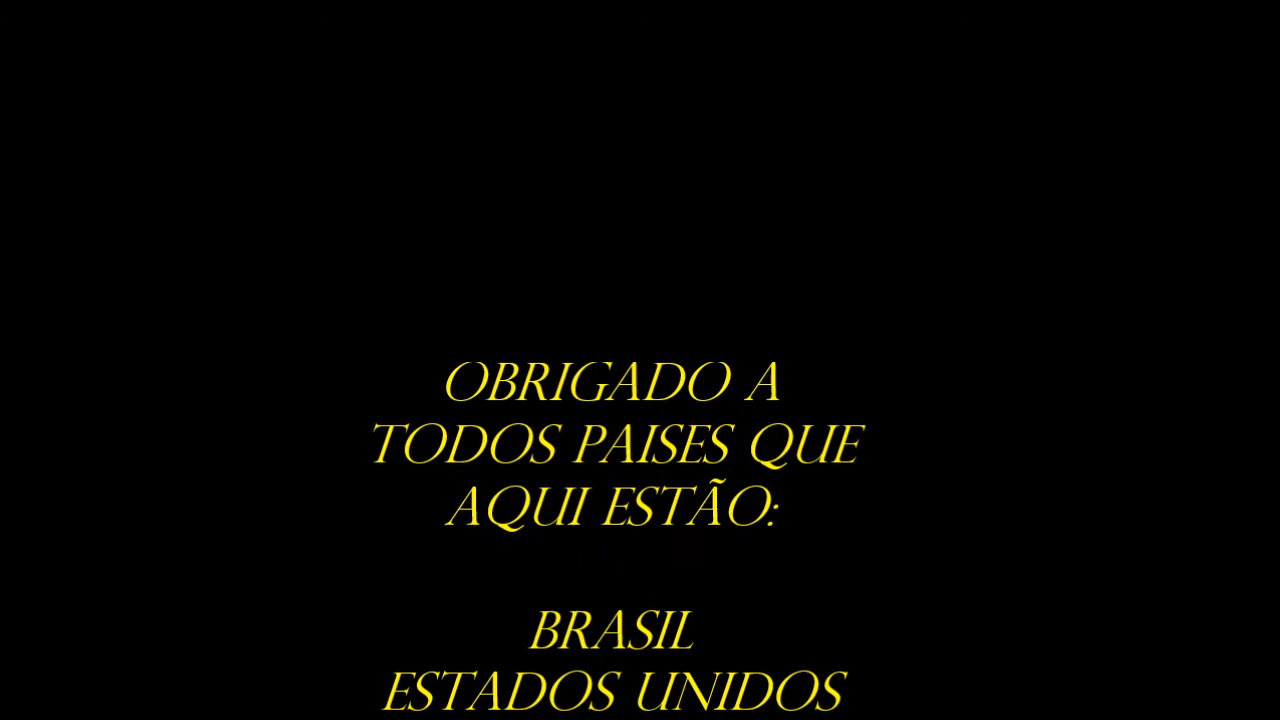 OBRIGADO A
TODOS PAISES QUE
AQUI ESTÃO:
BRASIL
ESTADOS UNIDOS